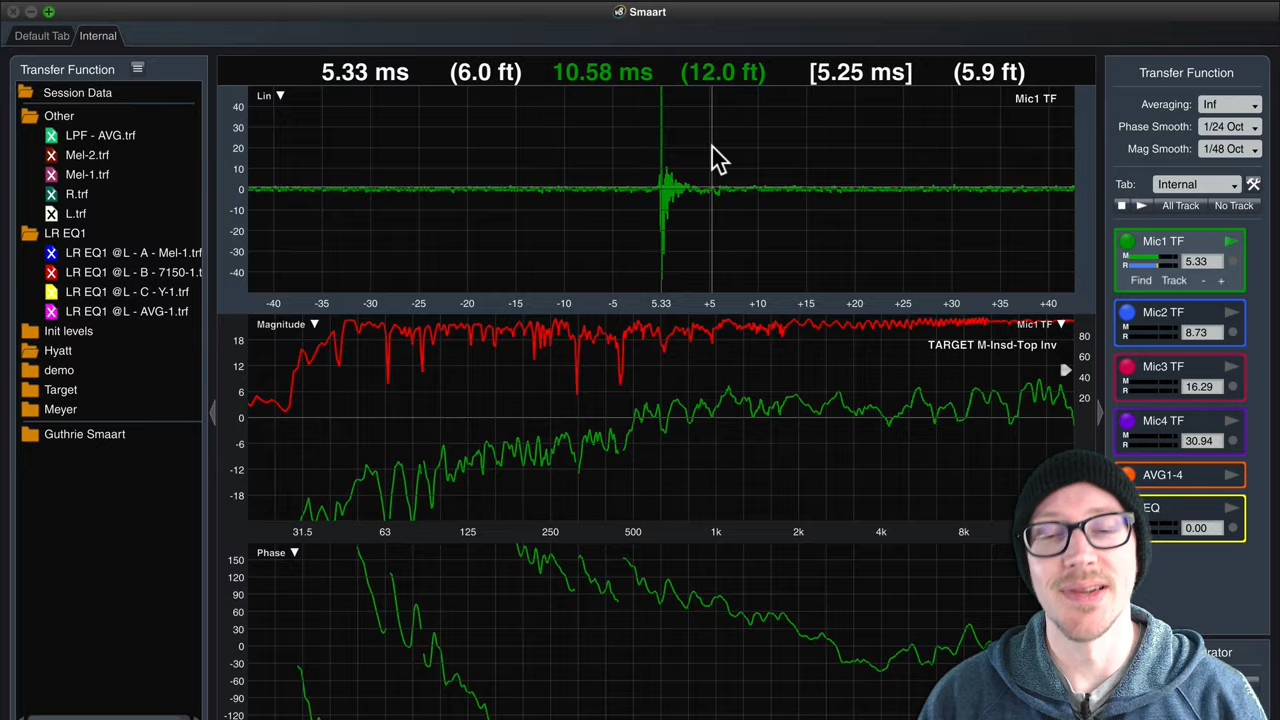 v8 Smaart
Default Tab
Internal
Transfer Function
Session Data
Other
LPF - AVG.trf
Mel-2.trf
Mel-1.trf
R.trf
L.trf
LR EQ1
LR EQ1 @L - A - Mel-1.trf
LR EQ1 @L - B - 7150-1.t
LR EQ1 @L - C - Y-1.trf
LR EQ1 @L - AVG-1.trf
Init levels
Hyatt
demo
Target
Meyer
Guthrie Smaart
5.33 ms (6.0 ft) 10.58 ms (12.0 ft) [5.25 ms] (5.9 ft)
Lin
Mic1 TF
40
30
20
10
0
-10
-20
-30
-40
-40 -35 -30 -25 -20 -15 -10 -5 5.33 +5 +10 +15 +20 +25 +30 +35 +40
Magnitude
Mic1 TF
TARGET M-Insd-Top Inv
18
12
6
0
-6
-12
-18
80
60
40
20
31.5 63 125 250 500 1k 2k 4k 8k
Phase
150
120
90
60
30
0
-30
-60
-90
-120
Transfer Function
Averaging: Inf
Phase Smooth: 1/24 Oct
Mag Smooth: 1/48 Oct
Tab: Internal
All Track No Track
Mic1 TF
M
R
5.33
Find Track - +
Mic2 TF
M
R
8.73
Mic3 TF
M
R
16.29
Mic4 TF
M
R
30.94
AVG1-4
EQ
0.00